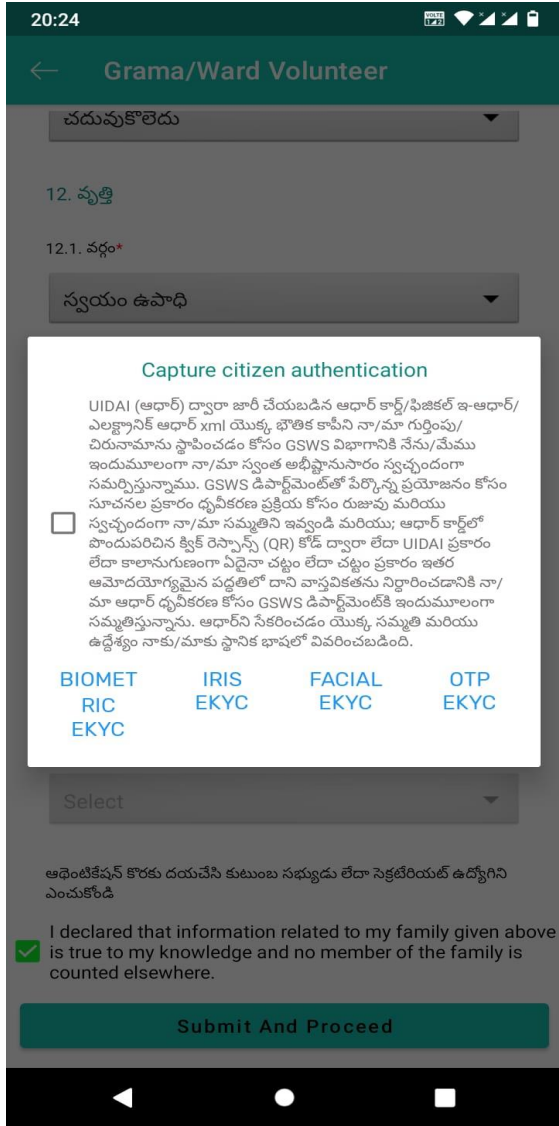 20:24
VOLTE
Grama/Ward Volunteer
చదువుకొలెదు
12. వృత్తి
12.1. వర్గం*
స్వయం ఉపాధి
Capture citizen authentication
UIDAI (ఆధార్) ద్వారా జారీ చేయబడిన ఆధార్ కార్డ్/ఫిజికల్ ఇ-ఆధార్/
ఎలక్ట్రానిక్ ఆధార్ xml యొక్క భౌతిక కాపీని నా/మా గుర్తింపు/
చిరునామాను స్థాపించడం కోసం GSWS విభాగానికి నేను/మేము
ఇందుమూలంగా నా/మా స్వంత అభీష్టానుసారం స్వచ్ఛందంగా
సమర్పిస్తున్నాము. GSWS డిపార్ట్‌మెంట్‌తో పేర్కొన్న ప్రయోజనం కోసం
సూచనల ప్రకారం ధృవీకరణ ప్రక్రియ కోసం రుజువు మరియు
స్వచ్ఛందంగా నా/మా సమ్మతిని ఇవ్వండి మరియు; ఆధార్ కార్డ్‌లో
పొందుపరిచిన క్విక్ రెస్పాన్స్ (QR) కోడ్ ద్వారా లేదా UIDAI ప్రకారం
లేదా కాలానుగుణంగా ఏదైనా చట్టం లేదా చట్టం ప్రకారం ఇతర
ఆమోదయోగ్యమైన పద్ధతిలో దాని వాస్తవికతను నిర్ధారించడానికి నా/
మా ఆధార్ ధృవీకరణ కోసం GSWS డిపార్ట్‌మెంట్‌కి ఇందుమూలంగా
సమ్మతిస్తున్నాను. ఆధార్‌ని సేకరించడం యొక్క సమ్మతి మరియు
ఉద్దేశ్యం నాకు/మాకు స్థానిక భాషలో వివరించబడింది.
BIOMET IRIS FACIAL OTP
RIC EKYC EKYC EKYC
EKYC
Select
ఆథెంటికేషన్ కొరకు దయచేసి కుటుంబ సభ్యుడు లేదా సెక్రటేరియట్ ఉద్యోగిని
ఎంచుకోండి
I declared that information related to my family given above
is true to my knowledge and no member of the family is
counted elsewhere.
Submit And Proceed